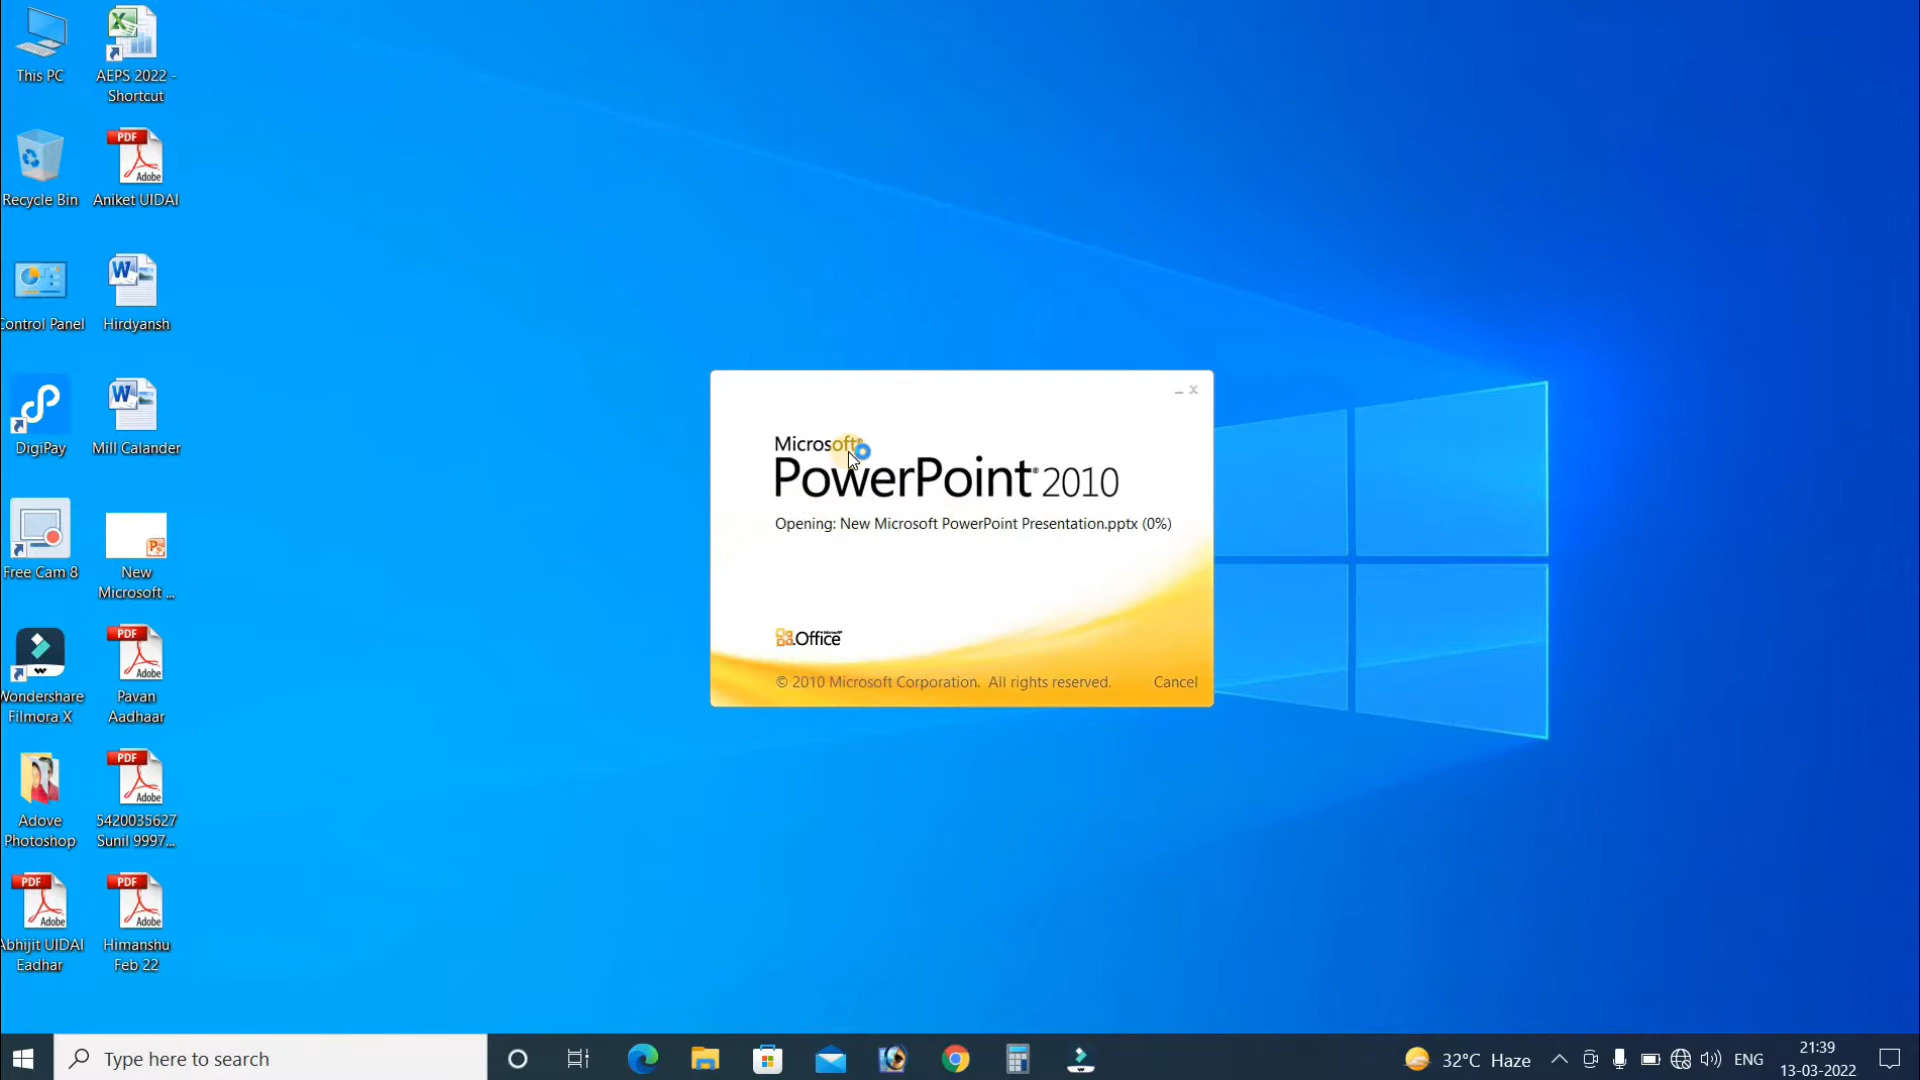 This PC
AEPS 2022 -
Shortcut
PDF
Adobe
Recycle Bin
Aniket UIDAI
W
Control Panel
Hirdyansh
W
DigiPay
Mill Calander
Free Cam 8
New
Microsoft ...
PDF
Adobe
Wondershare
Filmora X
Pavan
Aadhaar
PDF
Adobe
Adove
Photoshop
5420035627
Sunil 9997...
PDF
Adobe
PDF
Adobe
Abhijit UIDAI
Eadhar
Himanshu
Feb 22
Microsoft®
PowerPoint® 2010
Opening: New Microsoft PowerPoint Presentation.pptx (0%)
Office
© 2010 Microsoft Corporation. All rights reserved.
Cancel
Type here to search
32°C Haze
ENG
21:39
13-03-2022